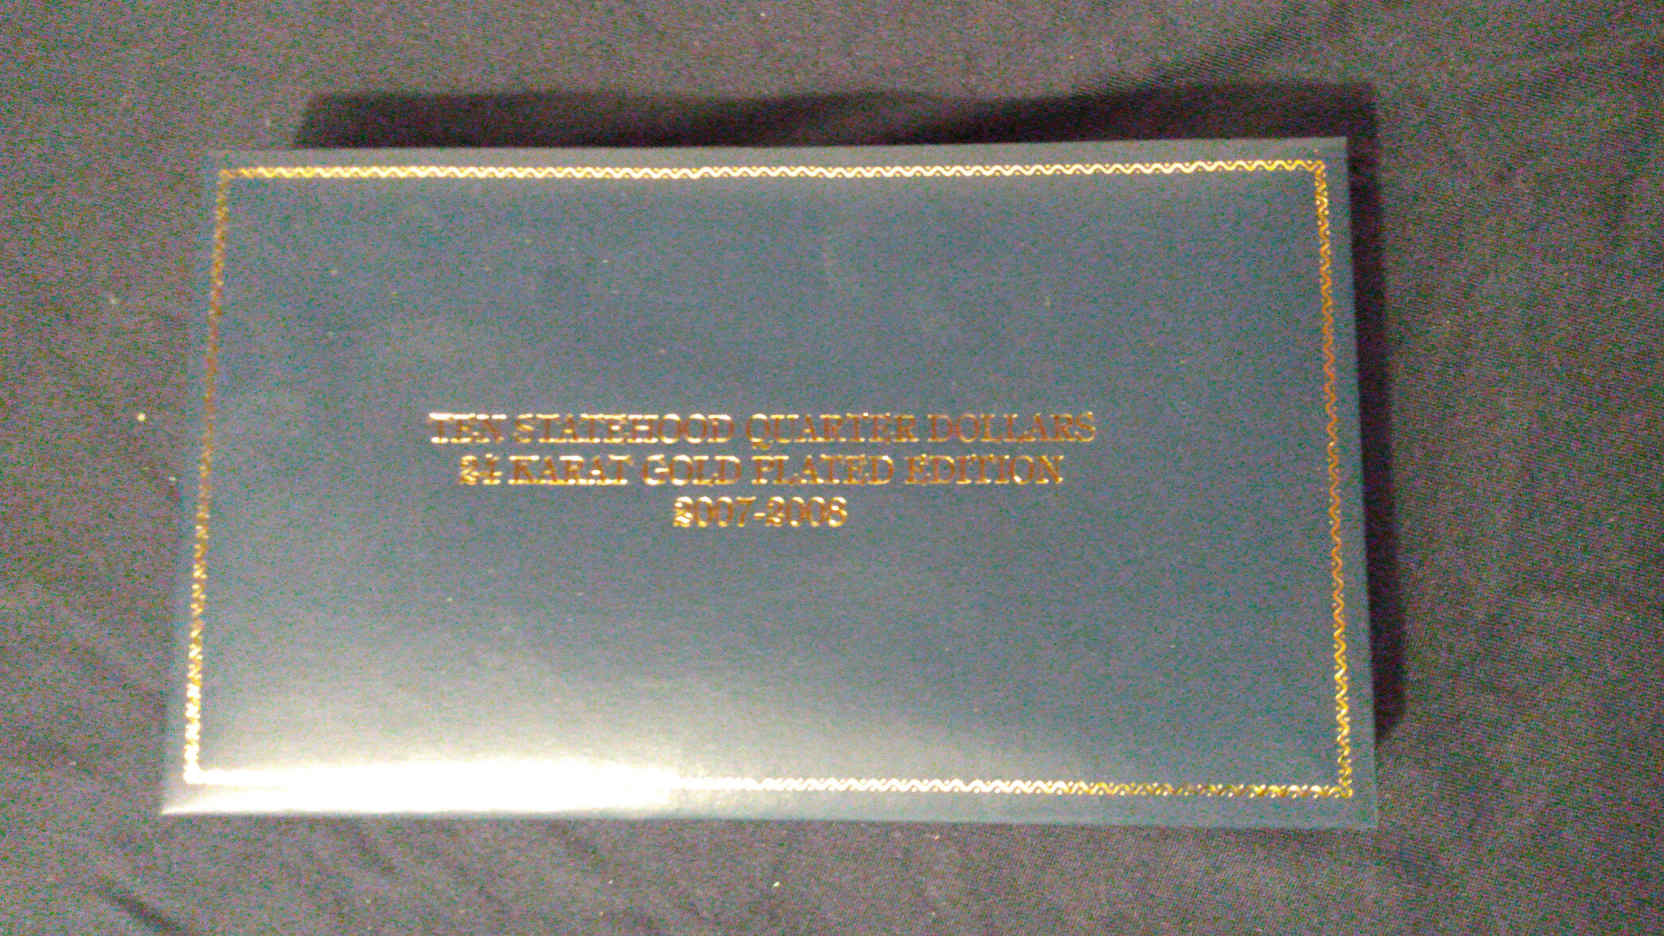 TEN STATEHOOD QUARTER DOLLARS
24 KARAT GOLD PLATED EDITION
2007-2008